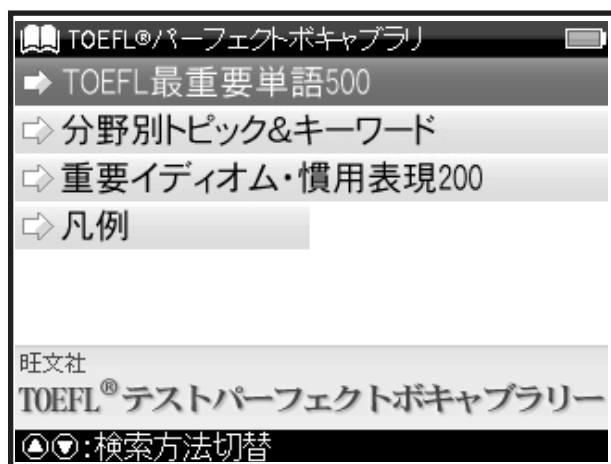 TOEFL®パーフェクトボキャブラリ
TOEFL最重要単語500
分野別トピック&キーワード
重要イディオム・慣用表現200
凡例
旺文社
TOEFL®テストパーフェクトボキャブラリー
:検索方法切替